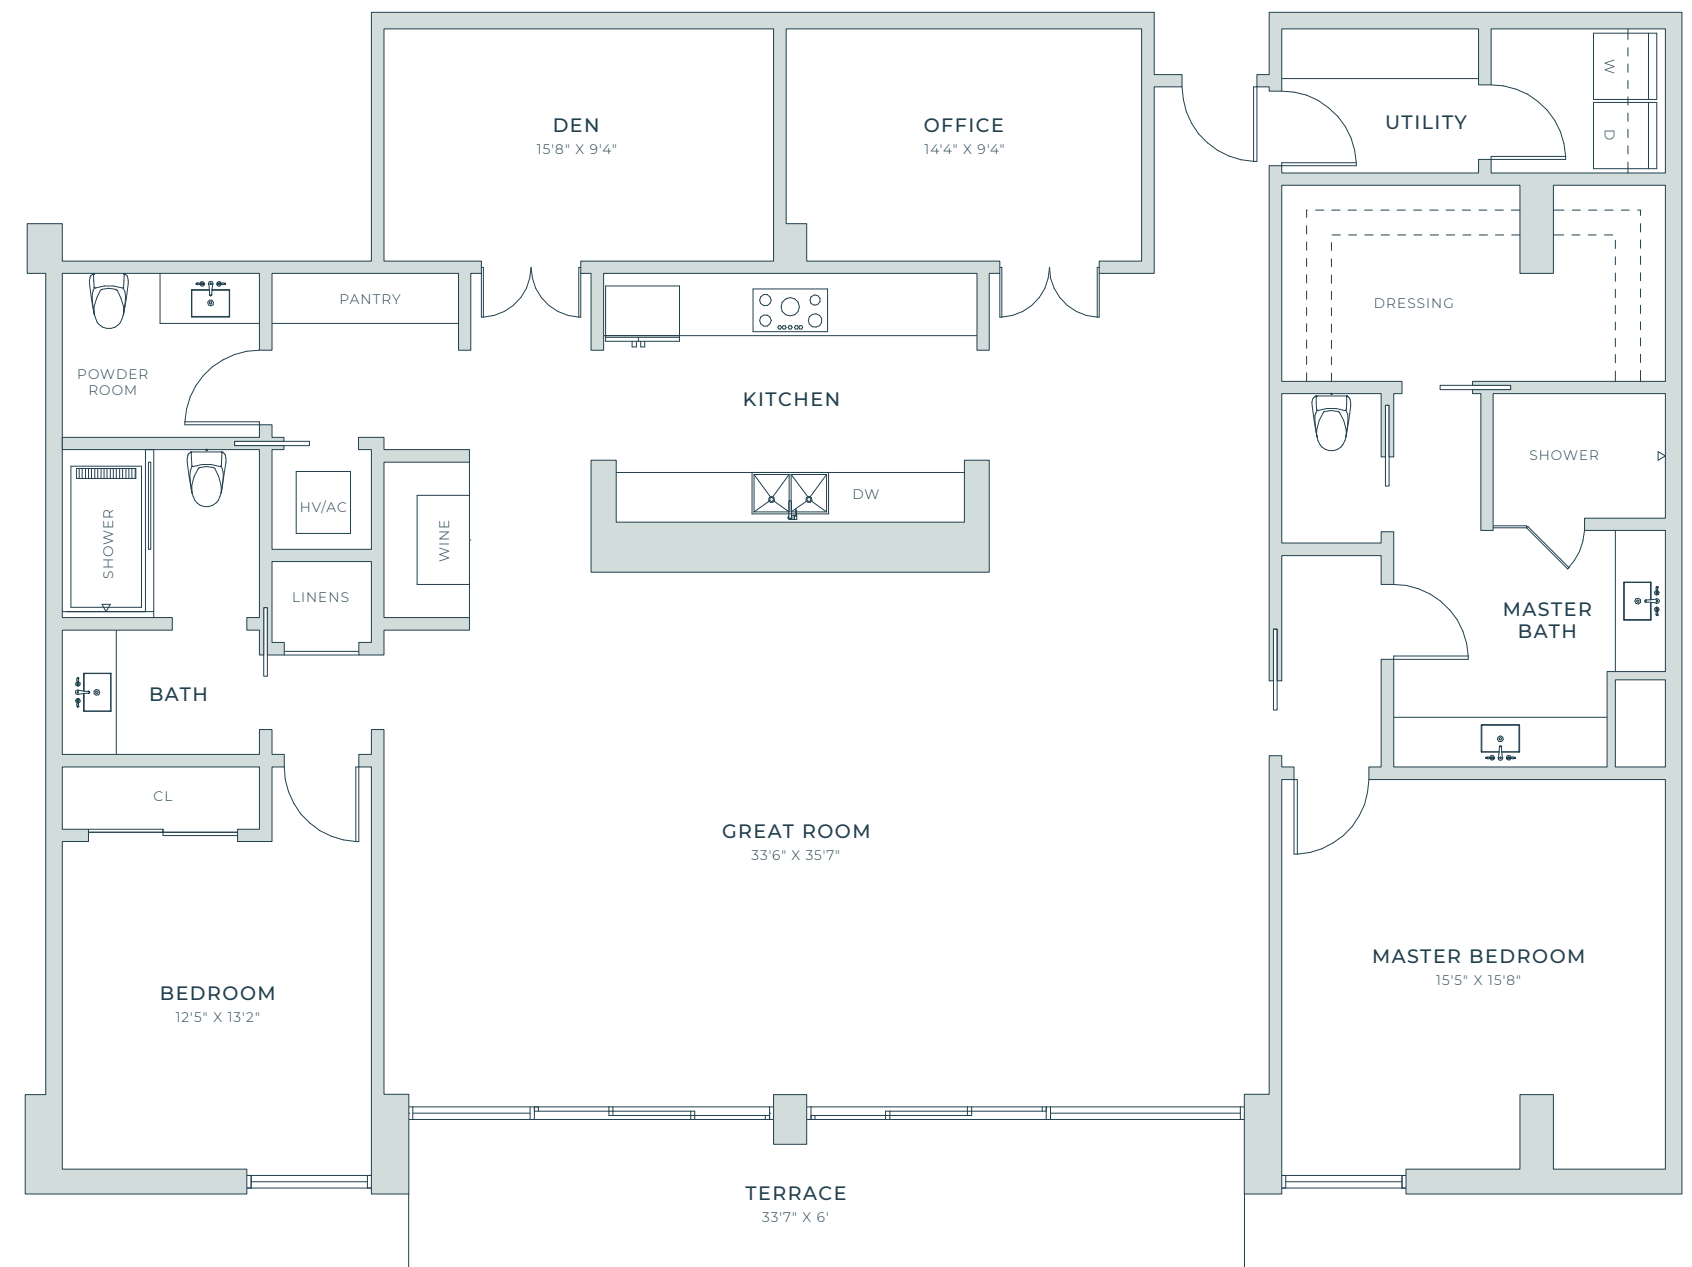 DEN
15'8" X 9'4"
OFFICE
14'4" X 9'4"
UTILITY
W
D
PANTRY
DRESSING
POWDER
ROOM
KITCHEN
SHOWER
HV/AC
WINE
DW
SHOWER
LINENS
MASTER
BATH
BATH
CL
GREAT ROOM
33'6" X 35'7"
MASTER BEDROOM
15'5" X 15'8"
BEDROOM
12'5" X 13'2"
TERRACE
33'7" X 6'